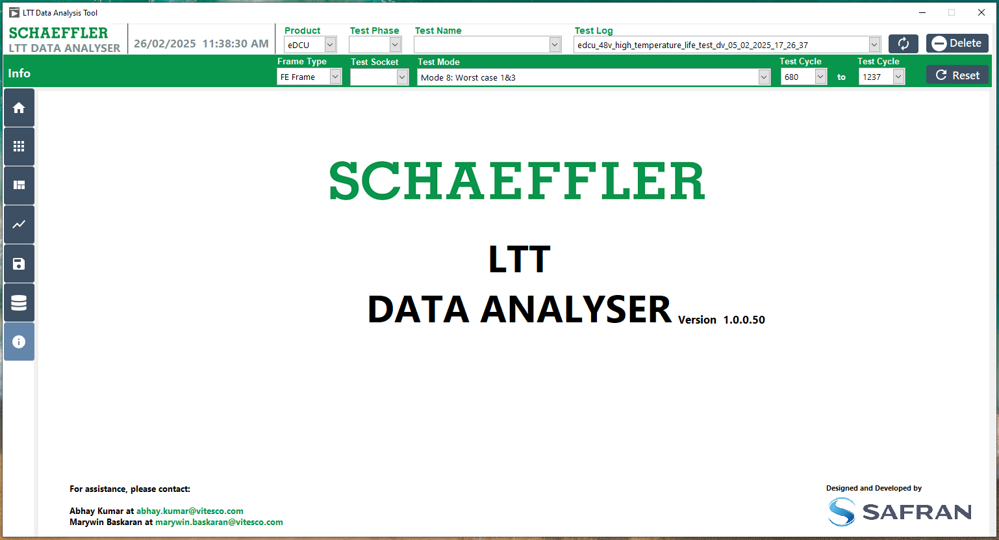 LTT Data Analysis Tool
SCHAEFFLER
LTT DATA ANALYSER
26/02/2025 11:38:30 AM
Product
eDCU
Test Phase
Test Name
Test Log
edcu_48v_high_temperature_life_test_dv_05_02_2025_17_26_37
Delete
Info
Frame Type
FE Frame
Test Socket
Test Mode
Mode 8: Worst case 1&3
Test Cycle
680
to
Test Cycle
1237
Reset
SCHAEFFLER
LTT
DATA ANALYSER Version 1.0.0.50
For assistance, please contact:
Abhay Kumar at abhay.kumar@vitesco.com
Marywin Baskaran at marywin.baskaran@vitesco.com
Designed and Developed by
SAFRAN